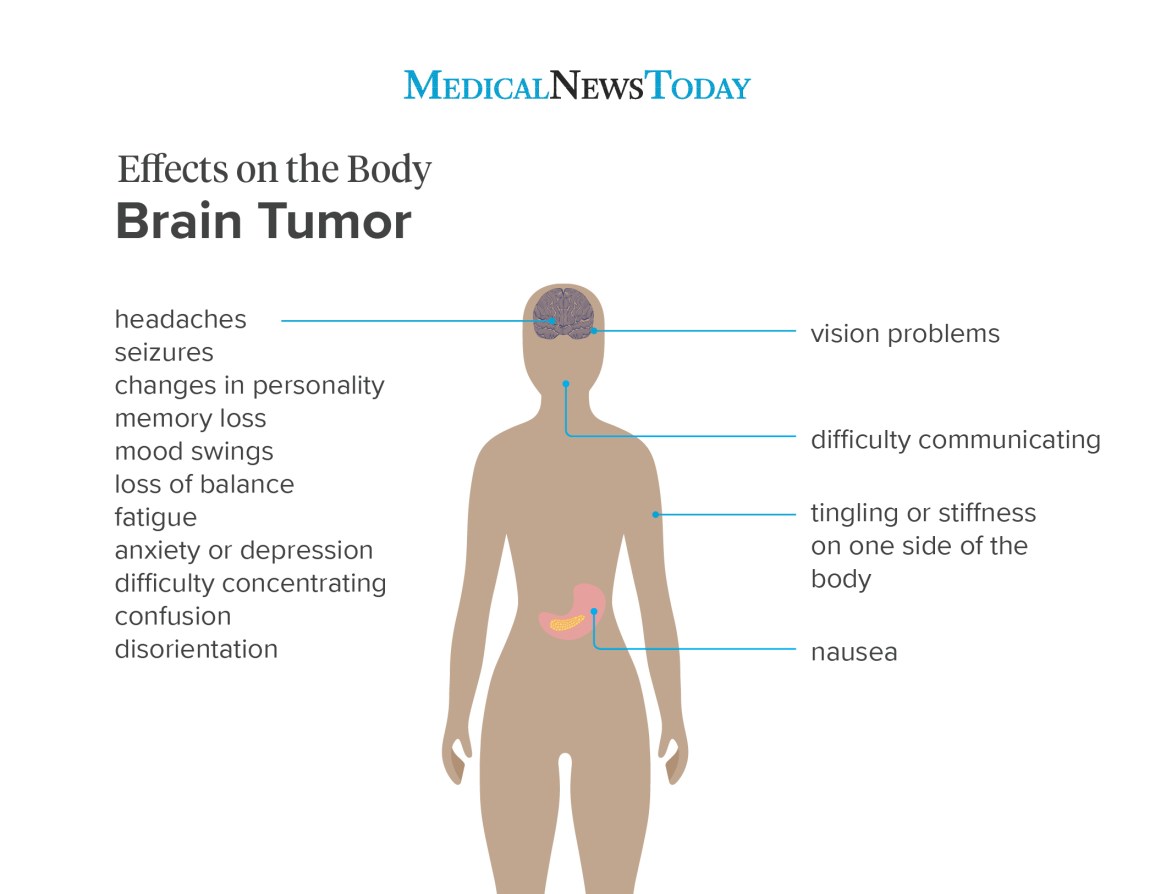 MEDICALNEWSTODAY
Effects on the Body
Brain Tumor
headaches
seizures
changes in personality
memory loss
mood swings
loss of balance
fatigue
anxiety or depression
difficulty concentrating
confusion
disorientation
vision problems
difficulty communicating
tingling or stiffness
on one side of the
body
nausea